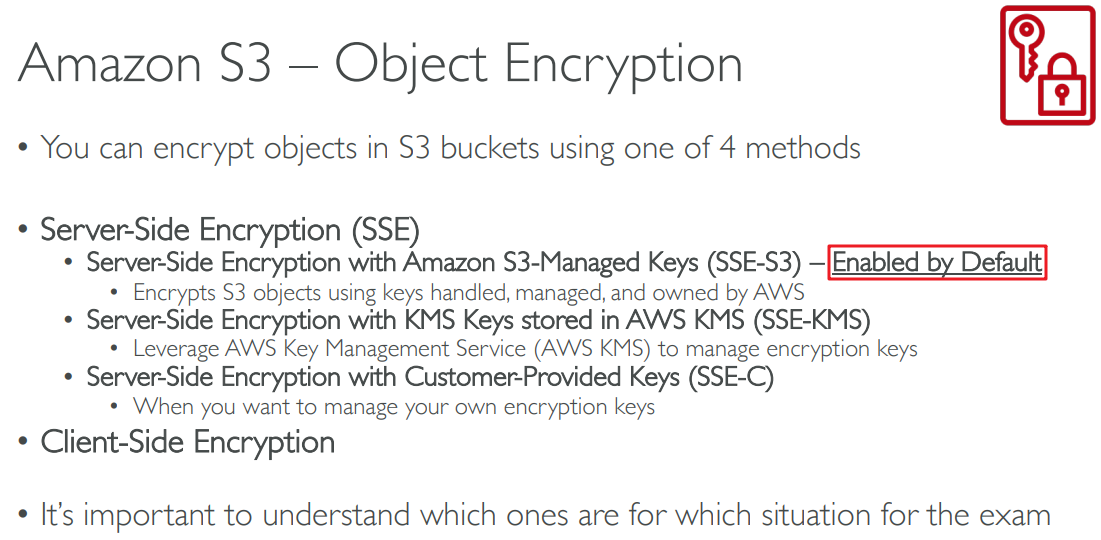 Amazon S3 – Object Encryption
• You can encrypt objects in S3 buckets using one of 4 methods
• Server-Side Encryption (SSE)
• Server-Side Encryption with Amazon S3-Managed Keys (SSE-S3) – Enabled by Default
• Encrypts S3 objects using keys handled, managed, and owned by AWS
• Server-Side Encryption with KMS Keys stored in AWS KMS (SSE-KMS)
• Leverage AWS Key Management Service (AWS KMS) to manage encryption keys
• Server-Side Encryption with Customer-Provided Keys (SSE-C)
• When you want to manage your own encryption keys
• Client-Side Encryption
• It's important to understand which ones are for which situation for the exam